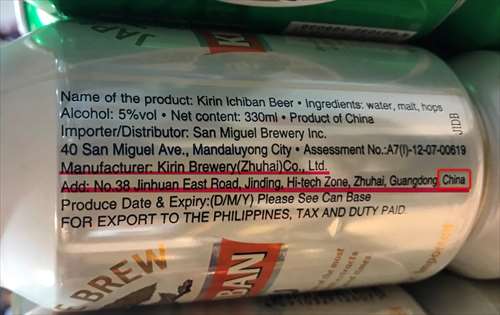 JAP
BAN
Name of the product: Kirin Ichiban Beer • Ingredients: water, malt, hops
Alcohol: 5%vol • Net content: 330ml • Product of China
Importer/Distributor: San Miguel Brewery Inc.
40 San Miguel Ave., Mandaluyong City • Assessment No.:A7(I)-12-07-00619
Manufacturer: Kirin Brewery(Zhuhai)Co., Ltd.
Add: No.38 Jinhuan East Road, Jinding, Hi-tech Zone, Zhuhai, Guangdong, China
Produce Date & Expiry:(D/M/Y) Please See Can Base
FOR EXPORT TO THE PHILIPPINES, TAX AND DUTY PAID
JIDB
E BREW
BAN